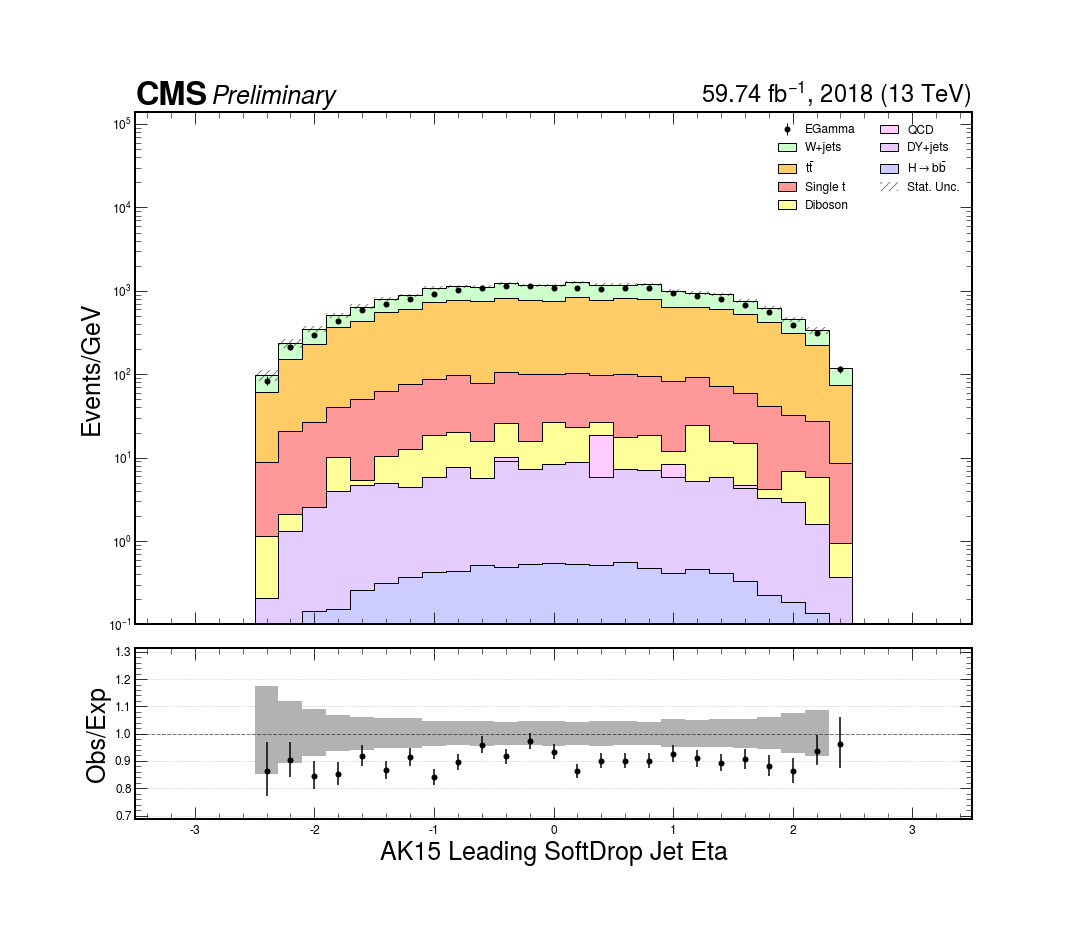 CMS Preliminary 59.74 fb⁻¹, 2018 (13 TeV)
EGamma QCD
W+jets DY+jets
tt̄ H→bb̄
Single t Stat. Unc.
Diboson
10⁵
10⁴
10³
10²
10¹
10⁰
10⁻¹
Events/GeV
1.3
1.2
1.1
1.0
0.9
0.8
0.7
Obs/Exp
-3 -2 -1 0 1 2 3
AK15 Leading SoftDrop Jet Eta